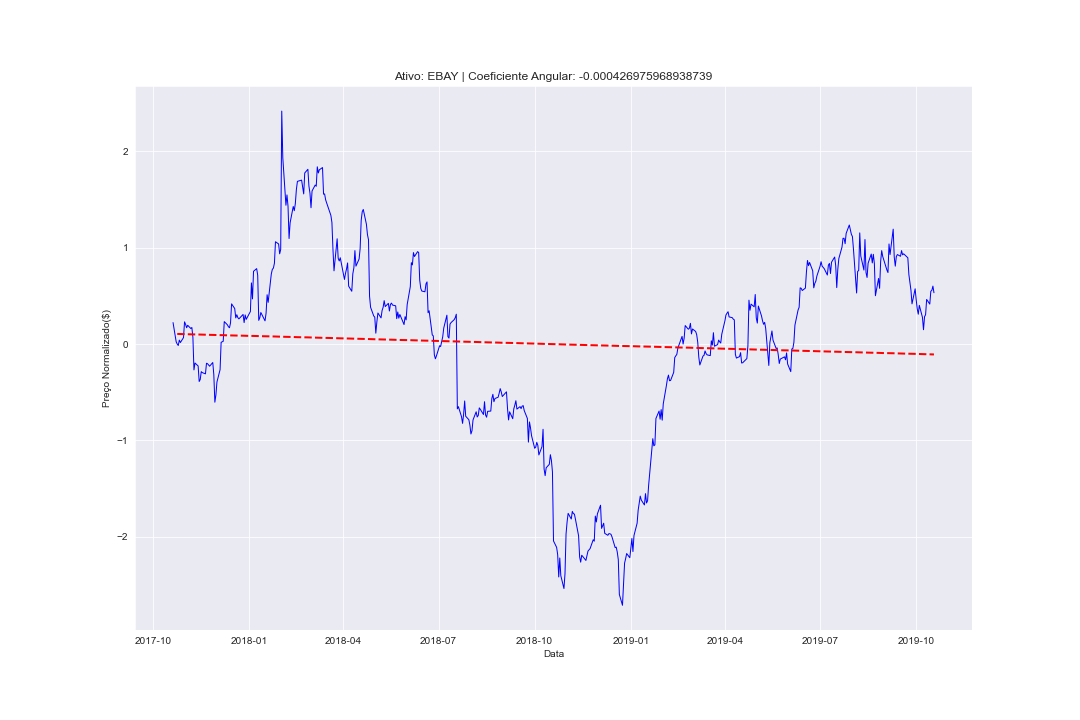 Ativo: EBAY | Coeficiente Angular: -0.000426975968938739
2
1
0
−1
−2
Preço Normalizado($)
2017-10 2018-01 2018-04 2018-07 2018-10 2019-01 2019-04 2019-07 2019-10
Data